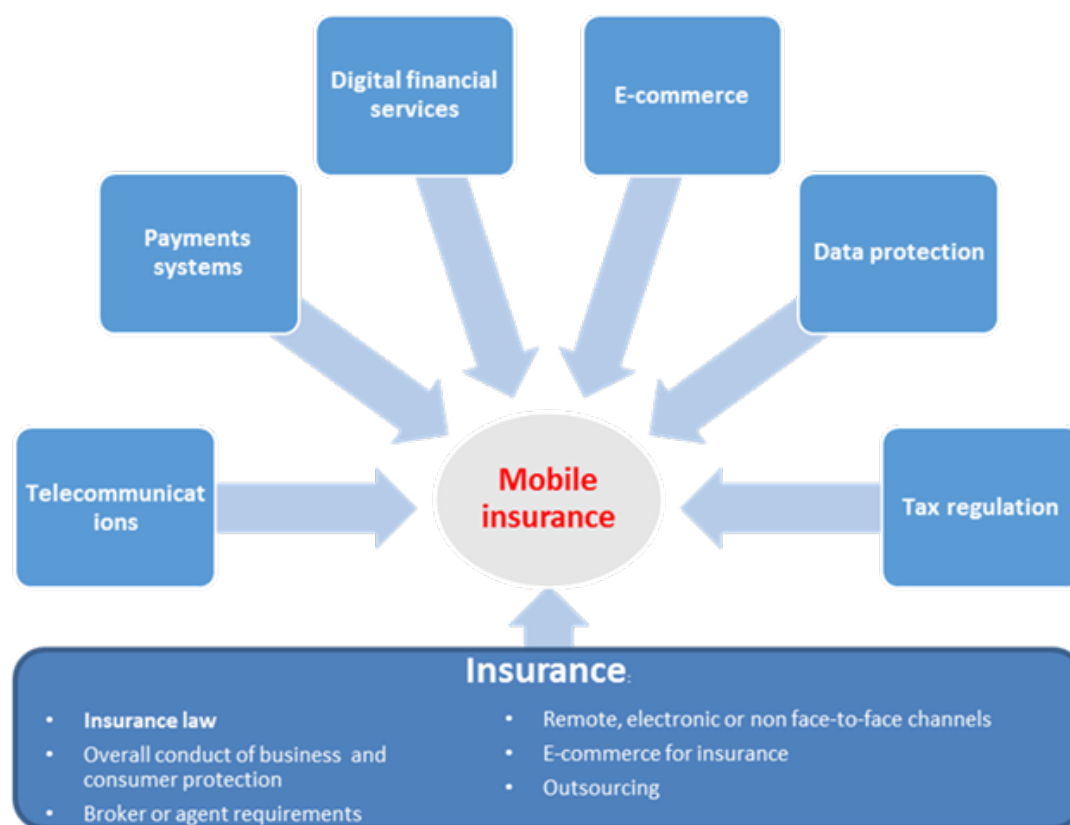 Digital financial
services
E-commerce
Payments
systems
Data protection
Telecommunicat
ions
Mobile
insurance
Tax regulation
Insurance:
• Insurance law
• Overall conduct of business and
consumer protection
• Broker or agent requirements
• Remote, electronic or non face-to-face channels
• E-commerce for insurance
• Outsourcing